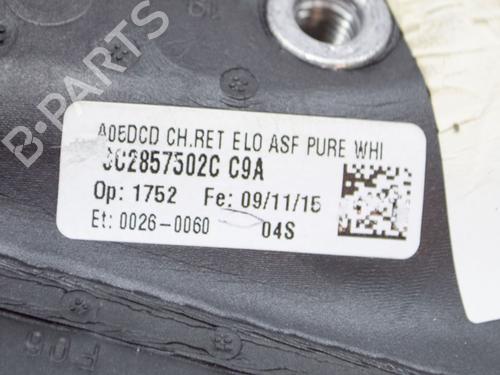 A05DCD CH.RET ELO ASF PURE WHI
3C2857502C C9A
Op: 1752 Fe: 09/11/15
Et: 0026-0060 04S
B-PARTS
F06